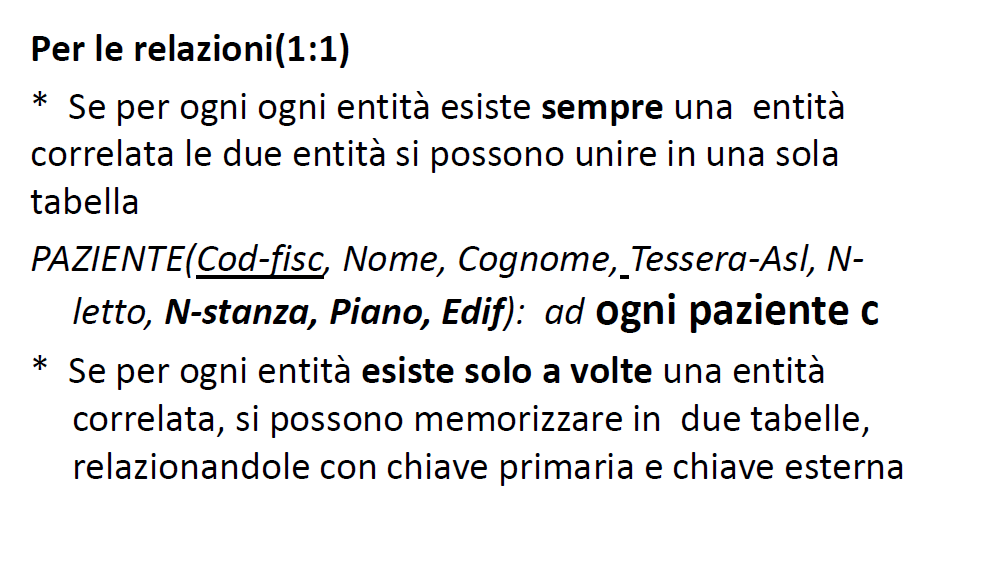 Per le relazioni(1:1)
* Se per ogni ogni entità esiste sempre una entità
correlata le due entità si possono unire in una sola
tabella
PAZIENTE(Cod-fisc, Nome, Cognome, Tessera-Asl, N-
letto, N-stanza, Piano, Edif): ad ogni paziente c
* Se per ogni entità esiste solo a volte una entità
correlata, si possono memorizzare in due tabelle,
relazionandole con chiave primaria e chiave esterna